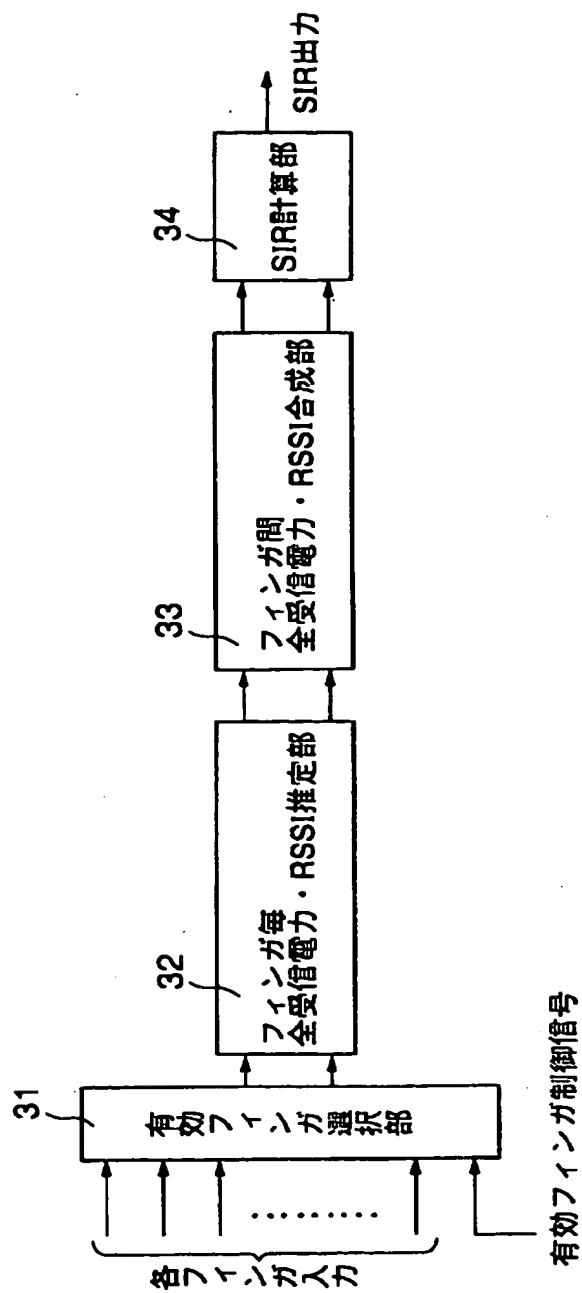 各フィンガ入力
有効フィンガ制御信号
31
有効フィンガ選択部
32
フィンガ毎
全受信電力・RSSI推定部
33
フィンガ間
全受信電力・RSSI合成部
34
SIR計算部
SIR出力